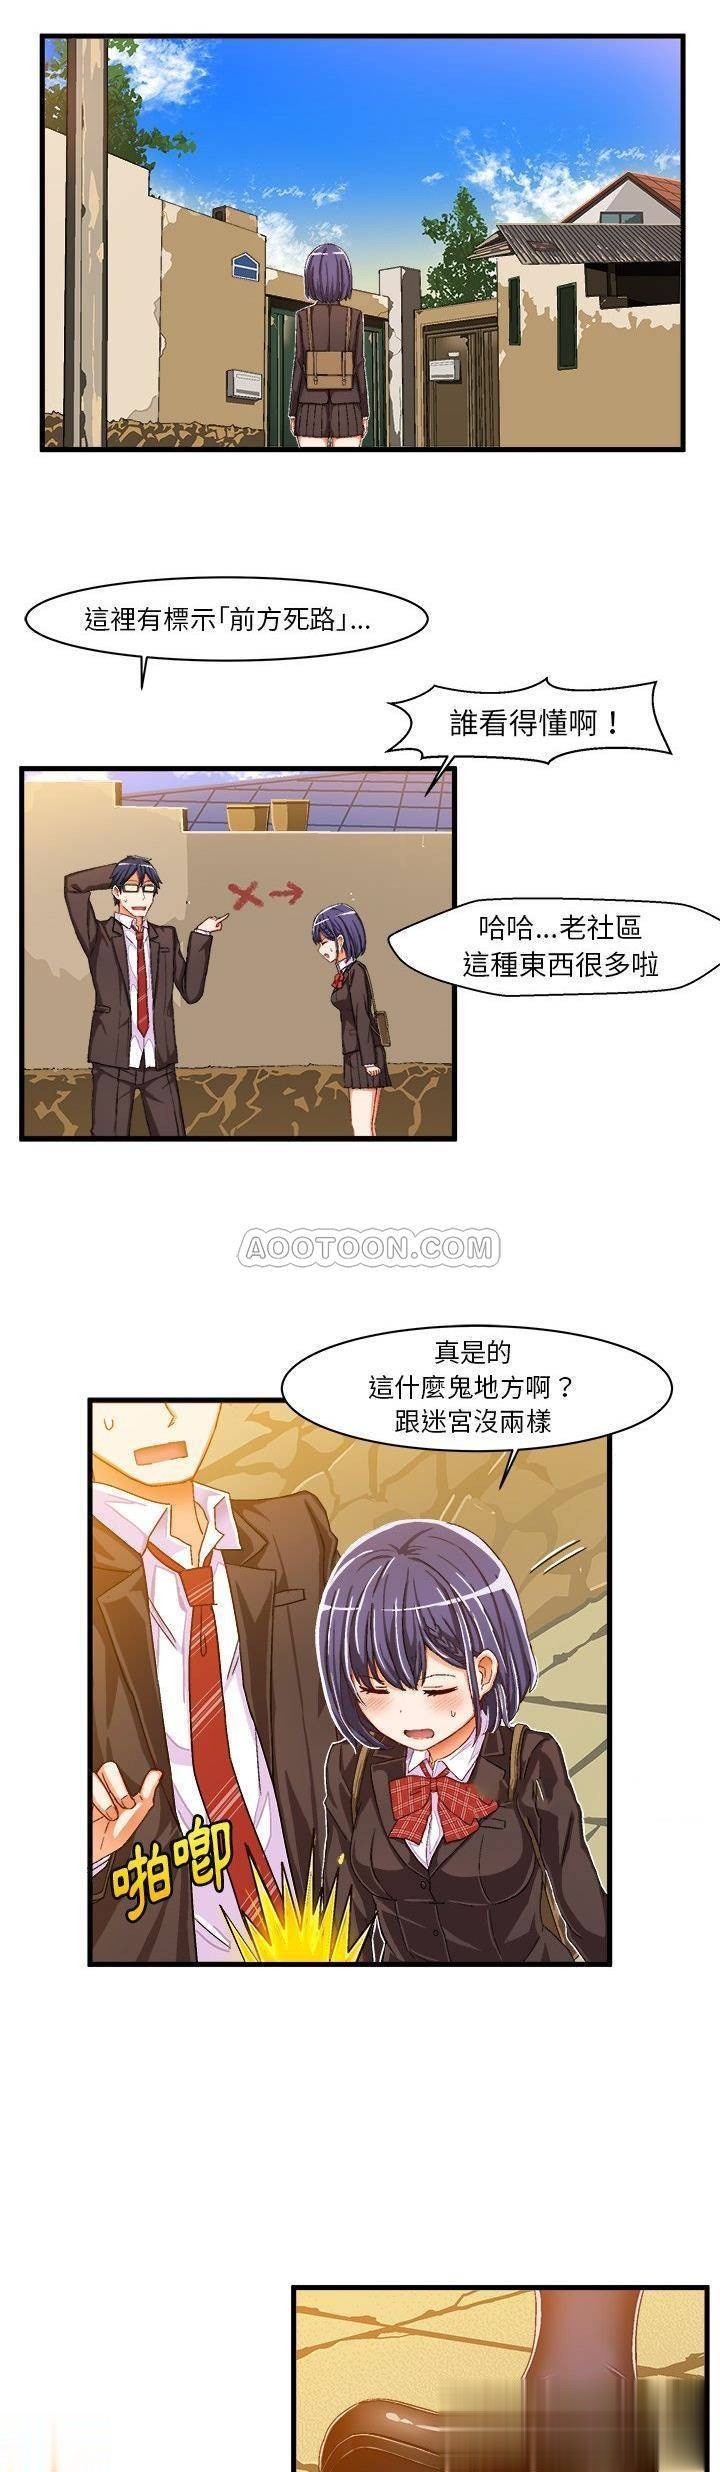 這裡有標示「前方死路」...
誰看得懂啊！
哈哈...老社區
這種東西很多啦
AOOTOON.COM
真是的
這什麼鬼地方啊？
跟迷宮沒兩樣
啪唧